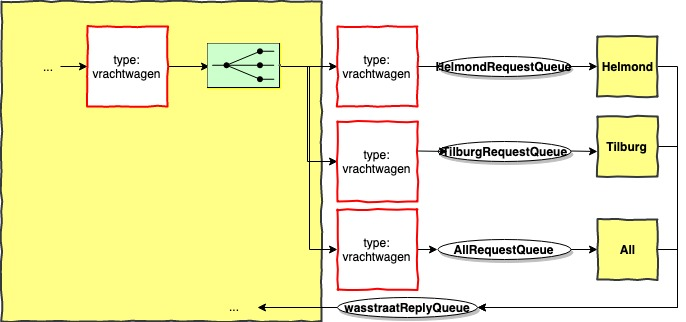 ...
type:
vrachtwagen
type:
vrachtwagen
HelmondRequestQueue
Helmond
type:
vrachtwagen
TilburgRequestQueue
Tilburg
type:
vrachtwagen
AllRequestQueue
All
...
wasstraatReplyQueue